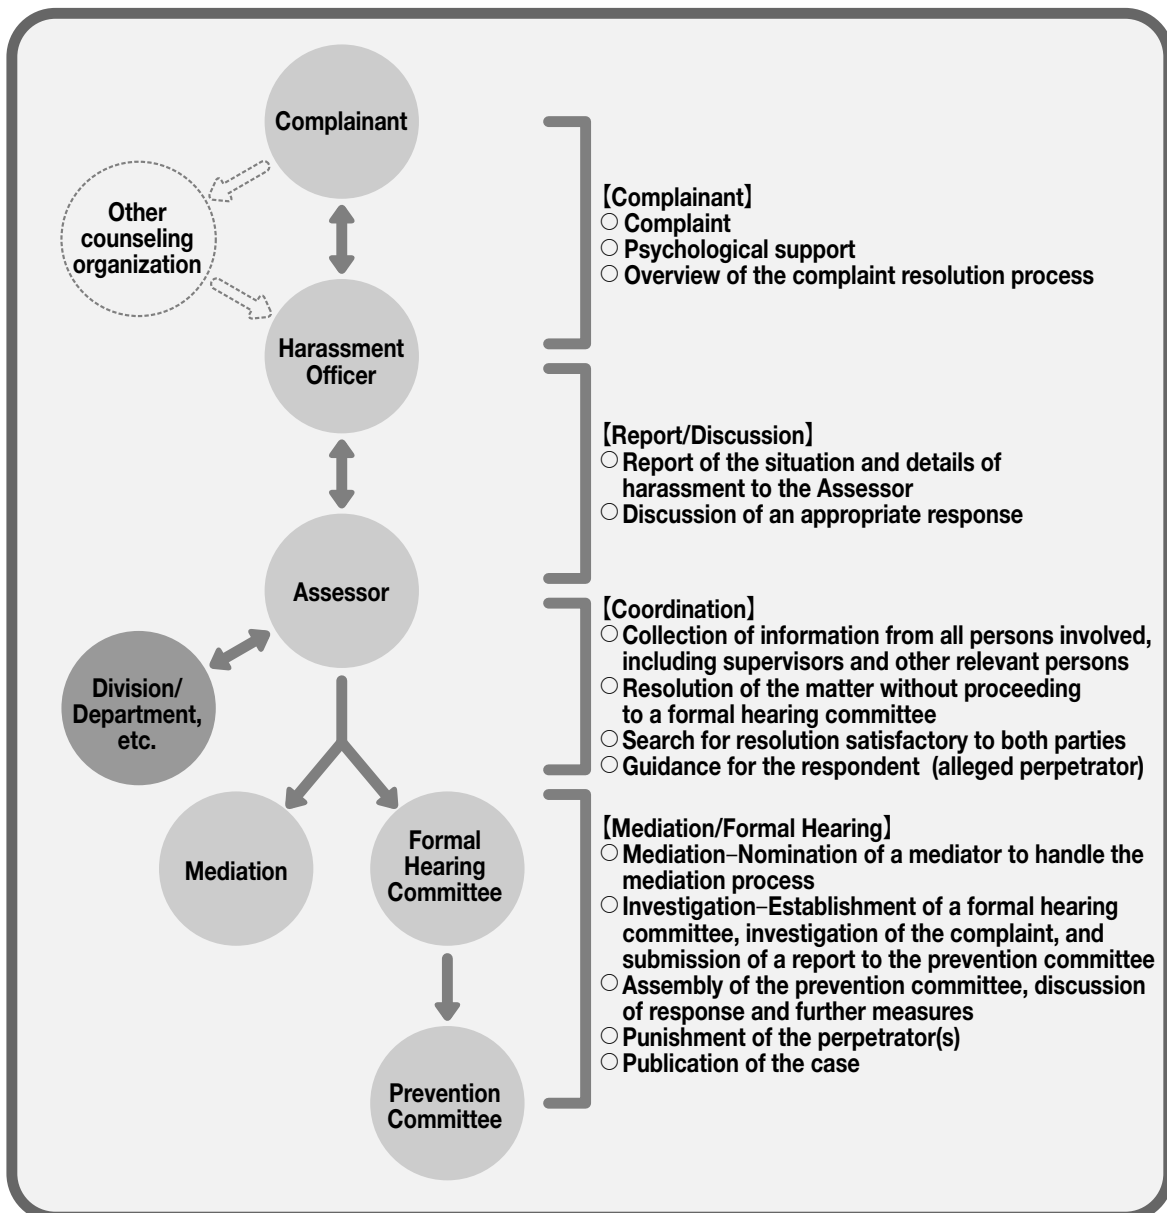 Complainant
Other
counseling
organization
Harassment
Officer
Assessor
Division/
Department,
etc.
Mediation
Formal
Hearing
Committee
Prevention
Committee
【Complainant】
○ Complaint
○ Psychological support
○ Overview of the complaint resolution process
【Report/Discussion】
○ Report of the situation and details of
harassment to the Assessor
○ Discussion of an appropriate response
【Coordination】
○ Collection of information from all persons involved,
including supervisors and other relevant persons
○ Resolution of the matter without proceeding
to a formal hearing committee
○ Search for resolution satisfactory to both parties
○ Guidance for the respondent (alleged perpetrator)
【Mediation/Formal Hearing】
○ Mediation–Nomination of a mediator to handle the
mediation process
○ Investigation–Establishment of a formal hearing
committee, investigation of the complaint, and
submission of a report to the prevention committee
○ Assembly of the prevention committee, discussion
of response and further measures
○ Punishment of the perpetrator(s)
○ Publication of the case